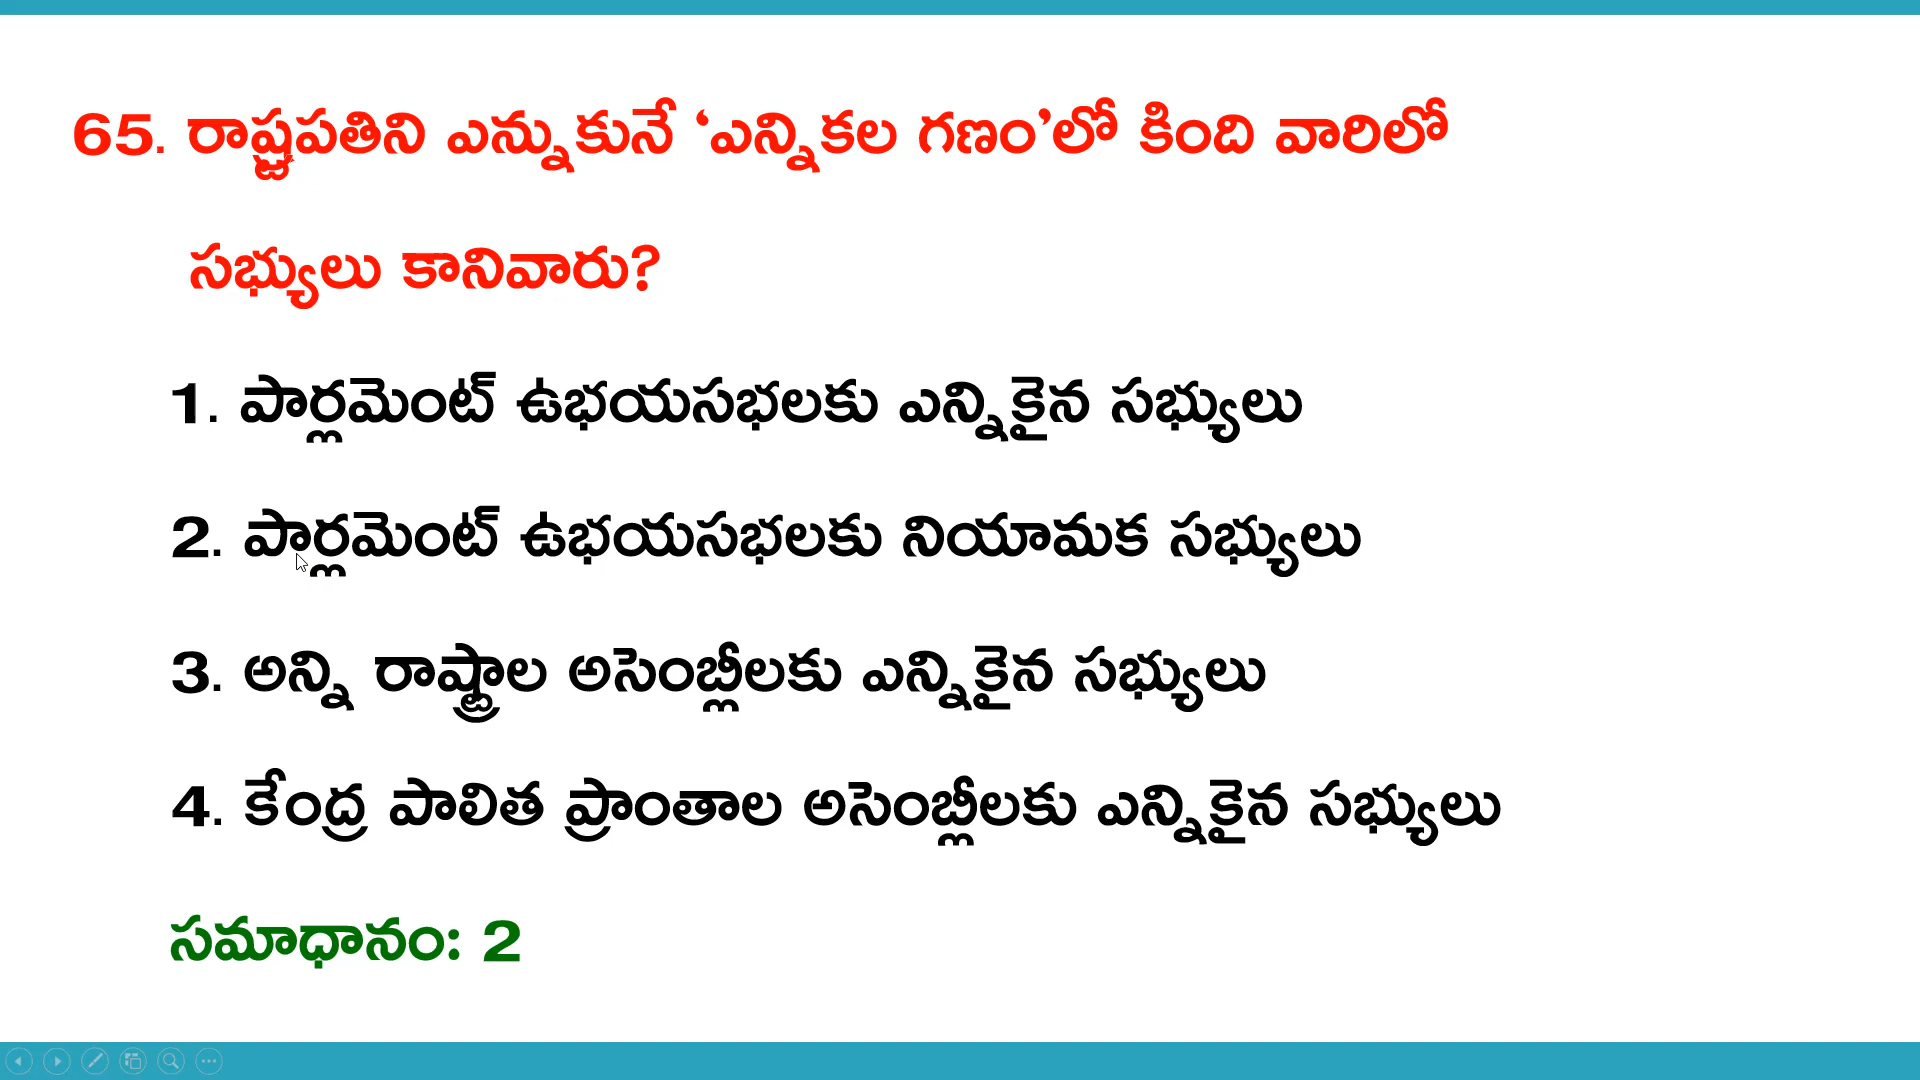 65. రాష్ట్రపతిని ఎన్నుకునే ‘ఎన్నికల గణం’లో కింది వారిలో
సభ్యులు కానివారు?
1. పార్లమెంట్ ఉభయసభలకు ఎన్నికైన సభ్యులు
2. పార్లమెంట్ ఉభయసభలకు నియామక సభ్యులు
3. అన్ని రాష్ట్రాల అసెంబ్లీలకు ఎన్నికైన సభ్యులు
4. కేంద్ర పాలిత ప్రాంతాల అసెంబ్లీలకు ఎన్నికైన సభ్యులు
సమాధానం: 2